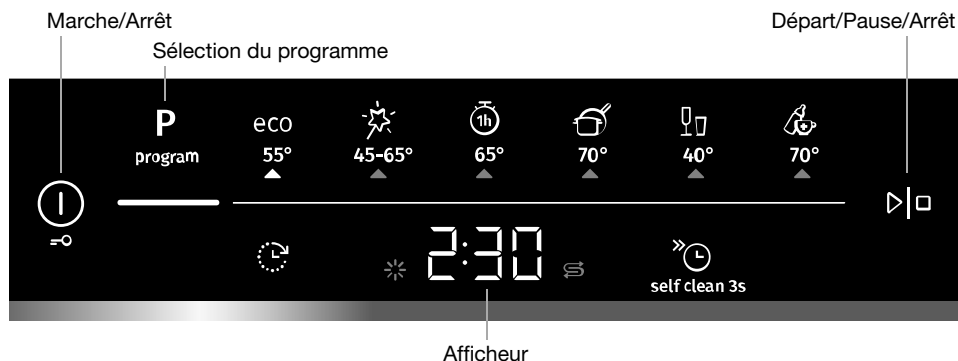 Marche/Arrêt
Départ/Pause/Arrêt
Sélection du programme
P
program
eco
55°
45-65°
1h
65°
70°
40°
70°
2:30
self clean 3s
Afficheur